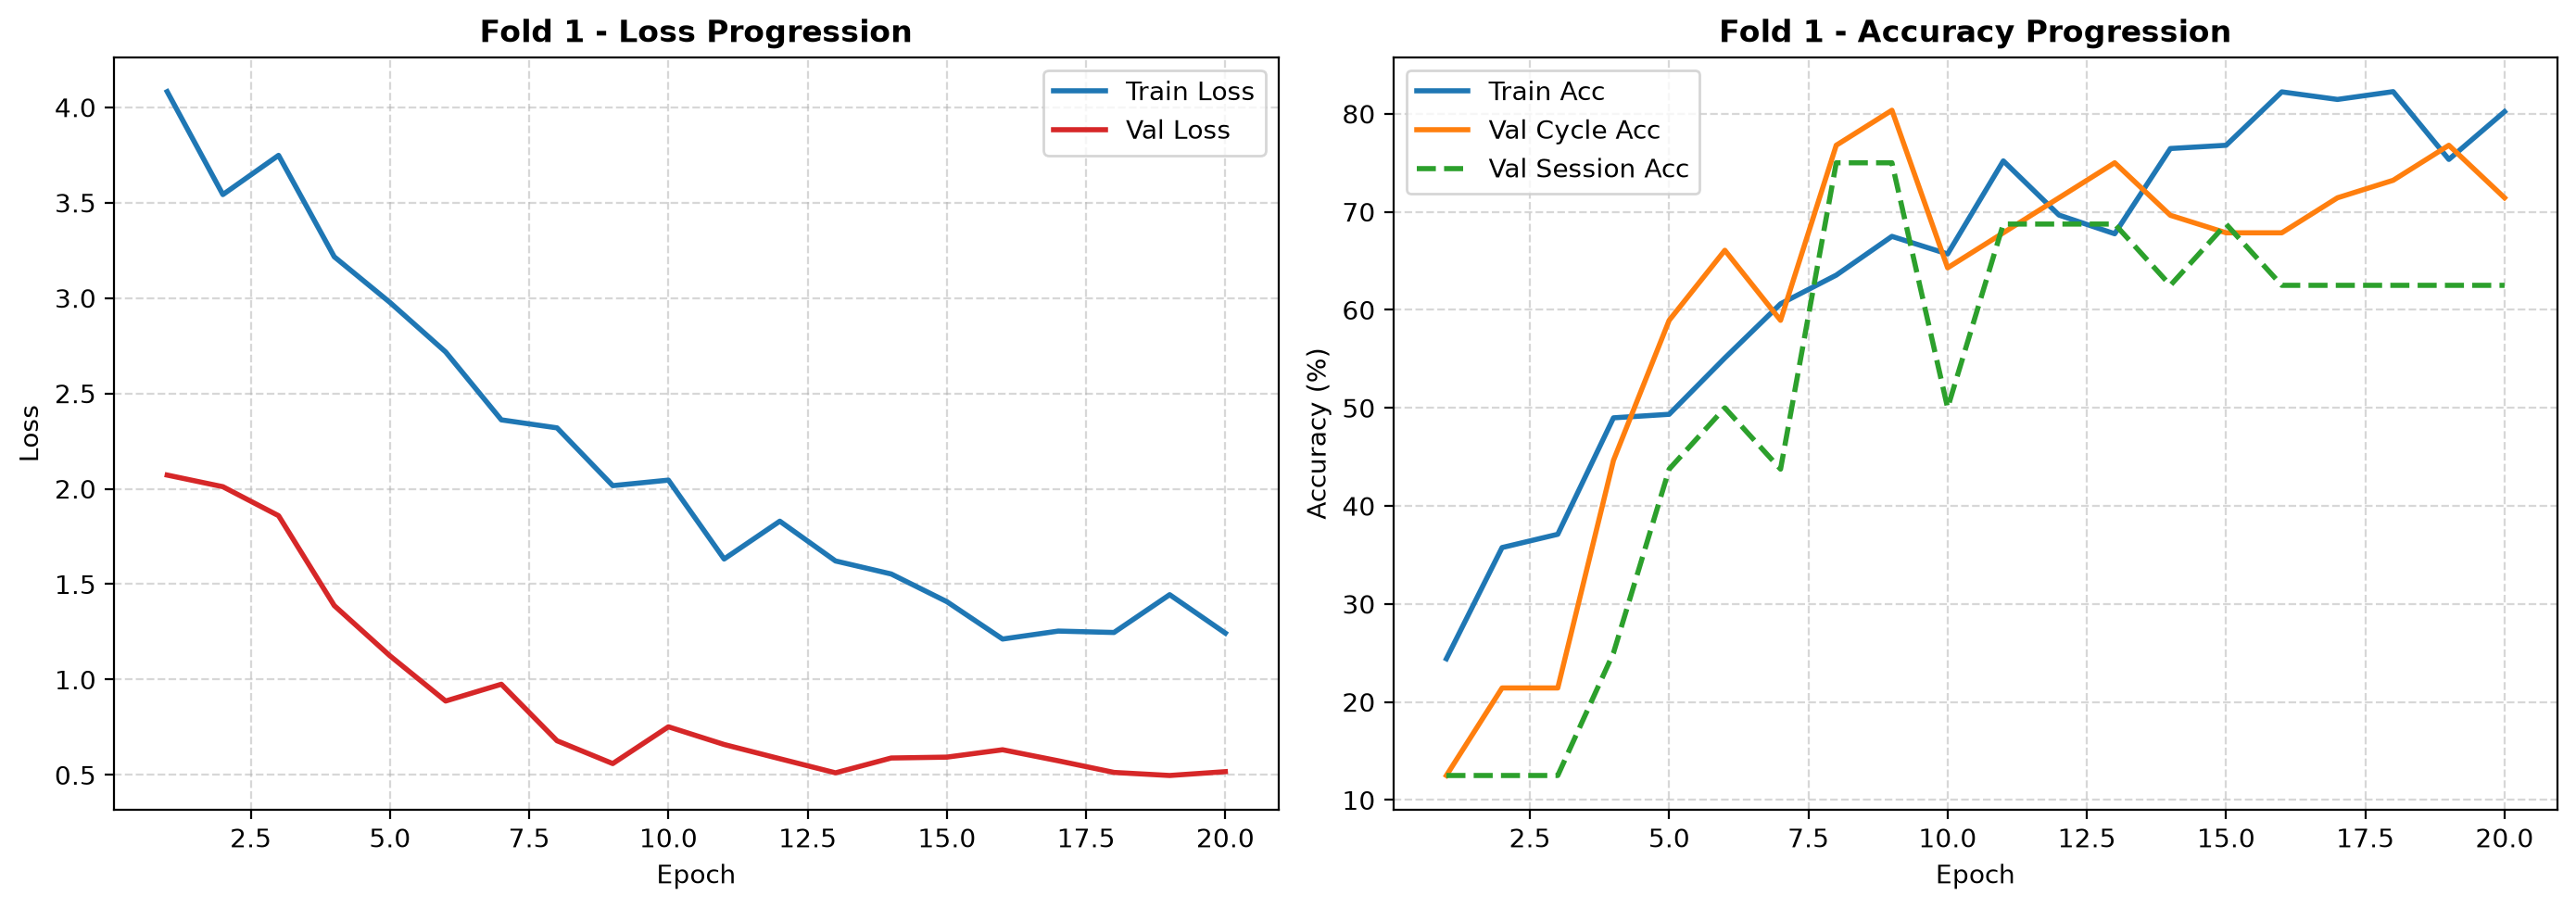 Fold 1 - Loss Progression
Train Loss
Val Loss
4.0
3.5
3.0
2.5
2.0
1.5
1.0
0.5
Loss
2.5 5.0 7.5 10.0 12.5 15.0 17.5 20.0
Epoch
Fold 1 - Accuracy Progression
Train Acc
Val Cycle Acc
Val Session Acc
80
70
60
50
40
30
20
10
Accuracy (%)
2.5 5.0 7.5 10.0 12.5 15.0 17.5 20.0
Epoch